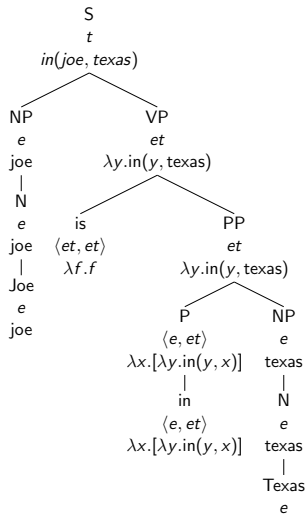 S
t
in(joe, texas)
NP VP
e et
joe λy.in(y, texas)
N is PP
e ⟨et, et⟩ et
joe λf.f λy.in(y, texas)
Joe P NP
e ⟨e, et⟩ e
joe λx.[λy.in(y, x)] texas
in N
⟨e, et⟩ e
λx.[λy.in(y, x)] texas
Texas
e